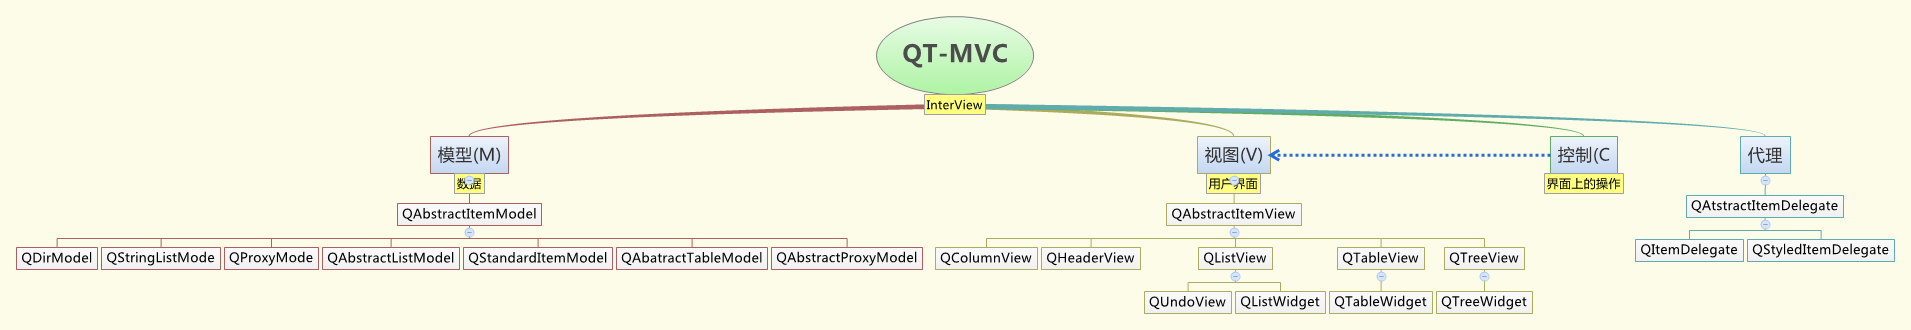 QT-MVC
InterView
模型(M)
视图(V)
控制(C
代理
数据
用户界面
界面上的操作
QAbstractItemModel
QAbstractItemView
QAtstractItemDelegate
QDirModel
QStringListMode
QProxyMode
QAbstractListModel
QStandardItemModel
QAbatractTableModel
QAbstractProxyModel
QColumnView
QHeaderView
QListView
QTableView
QTreeView
QItemDelegate
QStyledItemDelegate
QUndoView
QListWidget
QTableWidget
QTreeWidget